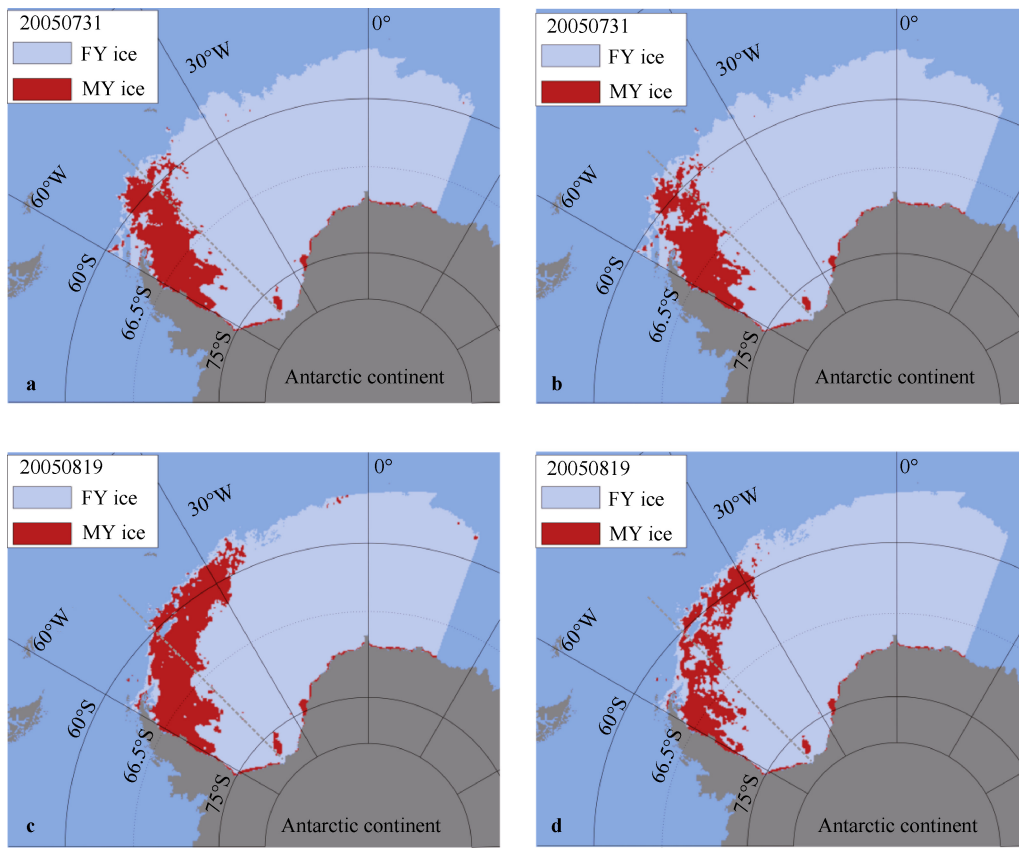 20050731
FY ice
MY ice
0°
30°W
60°W
60°S
66.5°S
75°S
Antarctic continent
a
20050731
FY ice
MY ice
0°
30°W
60°W
60°S
66.5°S
75°S
Antarctic continent
b
20050819
FY ice
MY ice
0°
30°W
60°W
60°S
66.5°S
75°S
Antarctic continent
c
20050819
FY ice
MY ice
0°
30°W
60°W
60°S
66.5°S
75°S
Antarctic continent
d